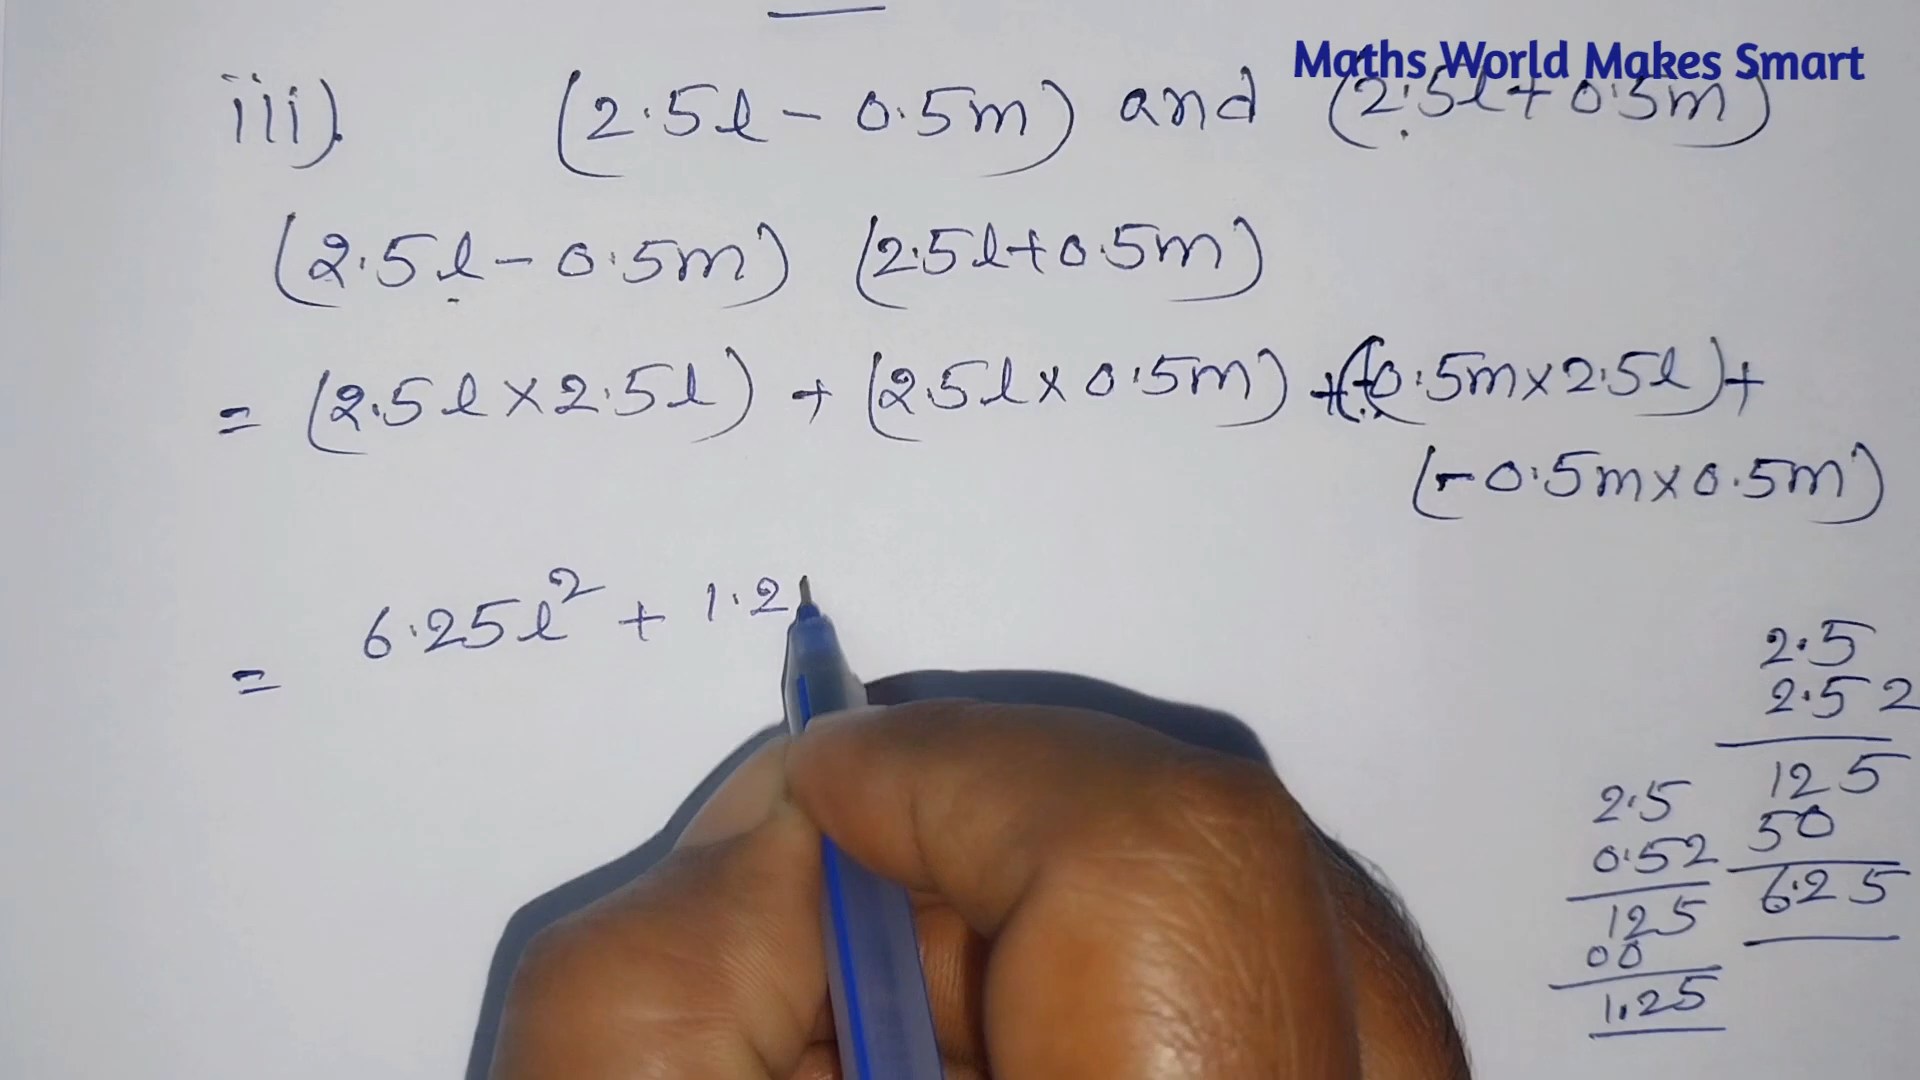 Maths World Makes Smart
iii). (2.5l - 0.5m) and (2.5l + 0.5m)
(2.5l - 0.5m) (2.5l + 0.5m)
= (2.5l × 2.5l) + (2.5l × 0.5m) + (-0.5m × 2.5l) +
(-0.5m × 0.5m)
= 6.25l² + 1.2
2.5
2.5 2
125
50
6.25
2.5
0.5 2
125
00
1.25